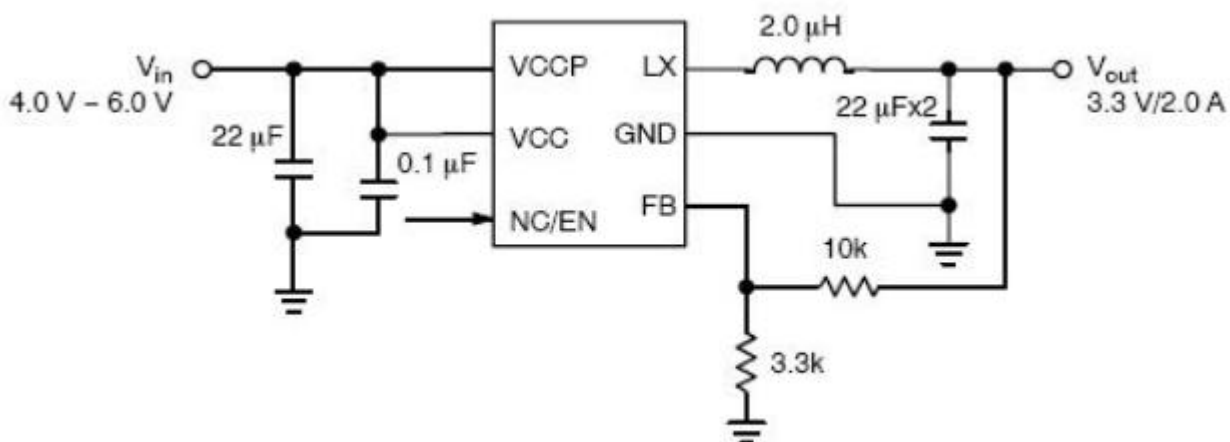 2.0 μH
VCCP
LX
V_in
4.0 V – 6.0 V
V_out
3.3 V/2.0 A
22 μFx2
22 μF
VCC
GND
0.1 μF
FB
NC/EN
10k
3.3k